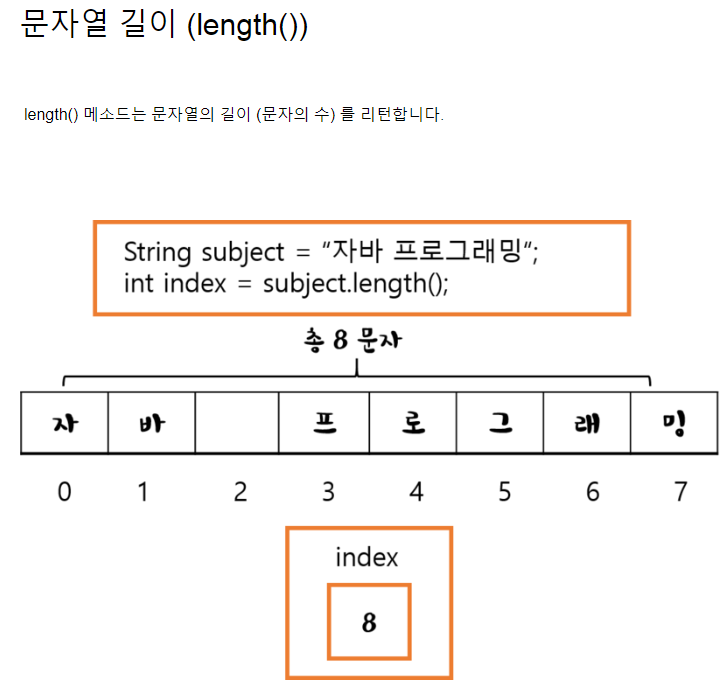 문자열 길이 (length())
length() 메소드는 문자열의 길이 (문자의 수) 를 리턴합니다.
String subject = “자바 프로그래밍“;
int index = subject.length();
총 8 문자
자 바 프 로 그 래 밍
0 1 2 3 4 5 6 7
index
8